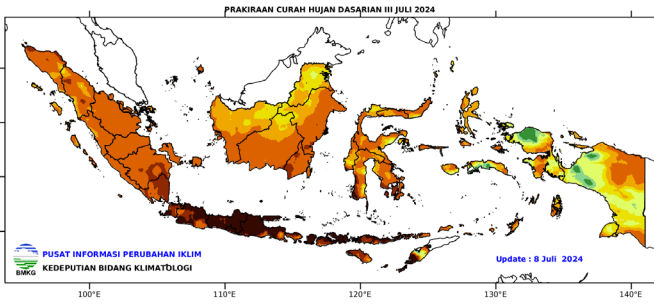 PRAKIRAAN CURAH HUJAN DASARIAN III JULI 2024
PUSAT INFORMASI PERUBAHAN IKLIM
KEDEPUTIAN BIDANG KLIMATOLOGI
BMKG
Update : 8 Juli 2024
100°E 110°E 120°E 130°E 140°E